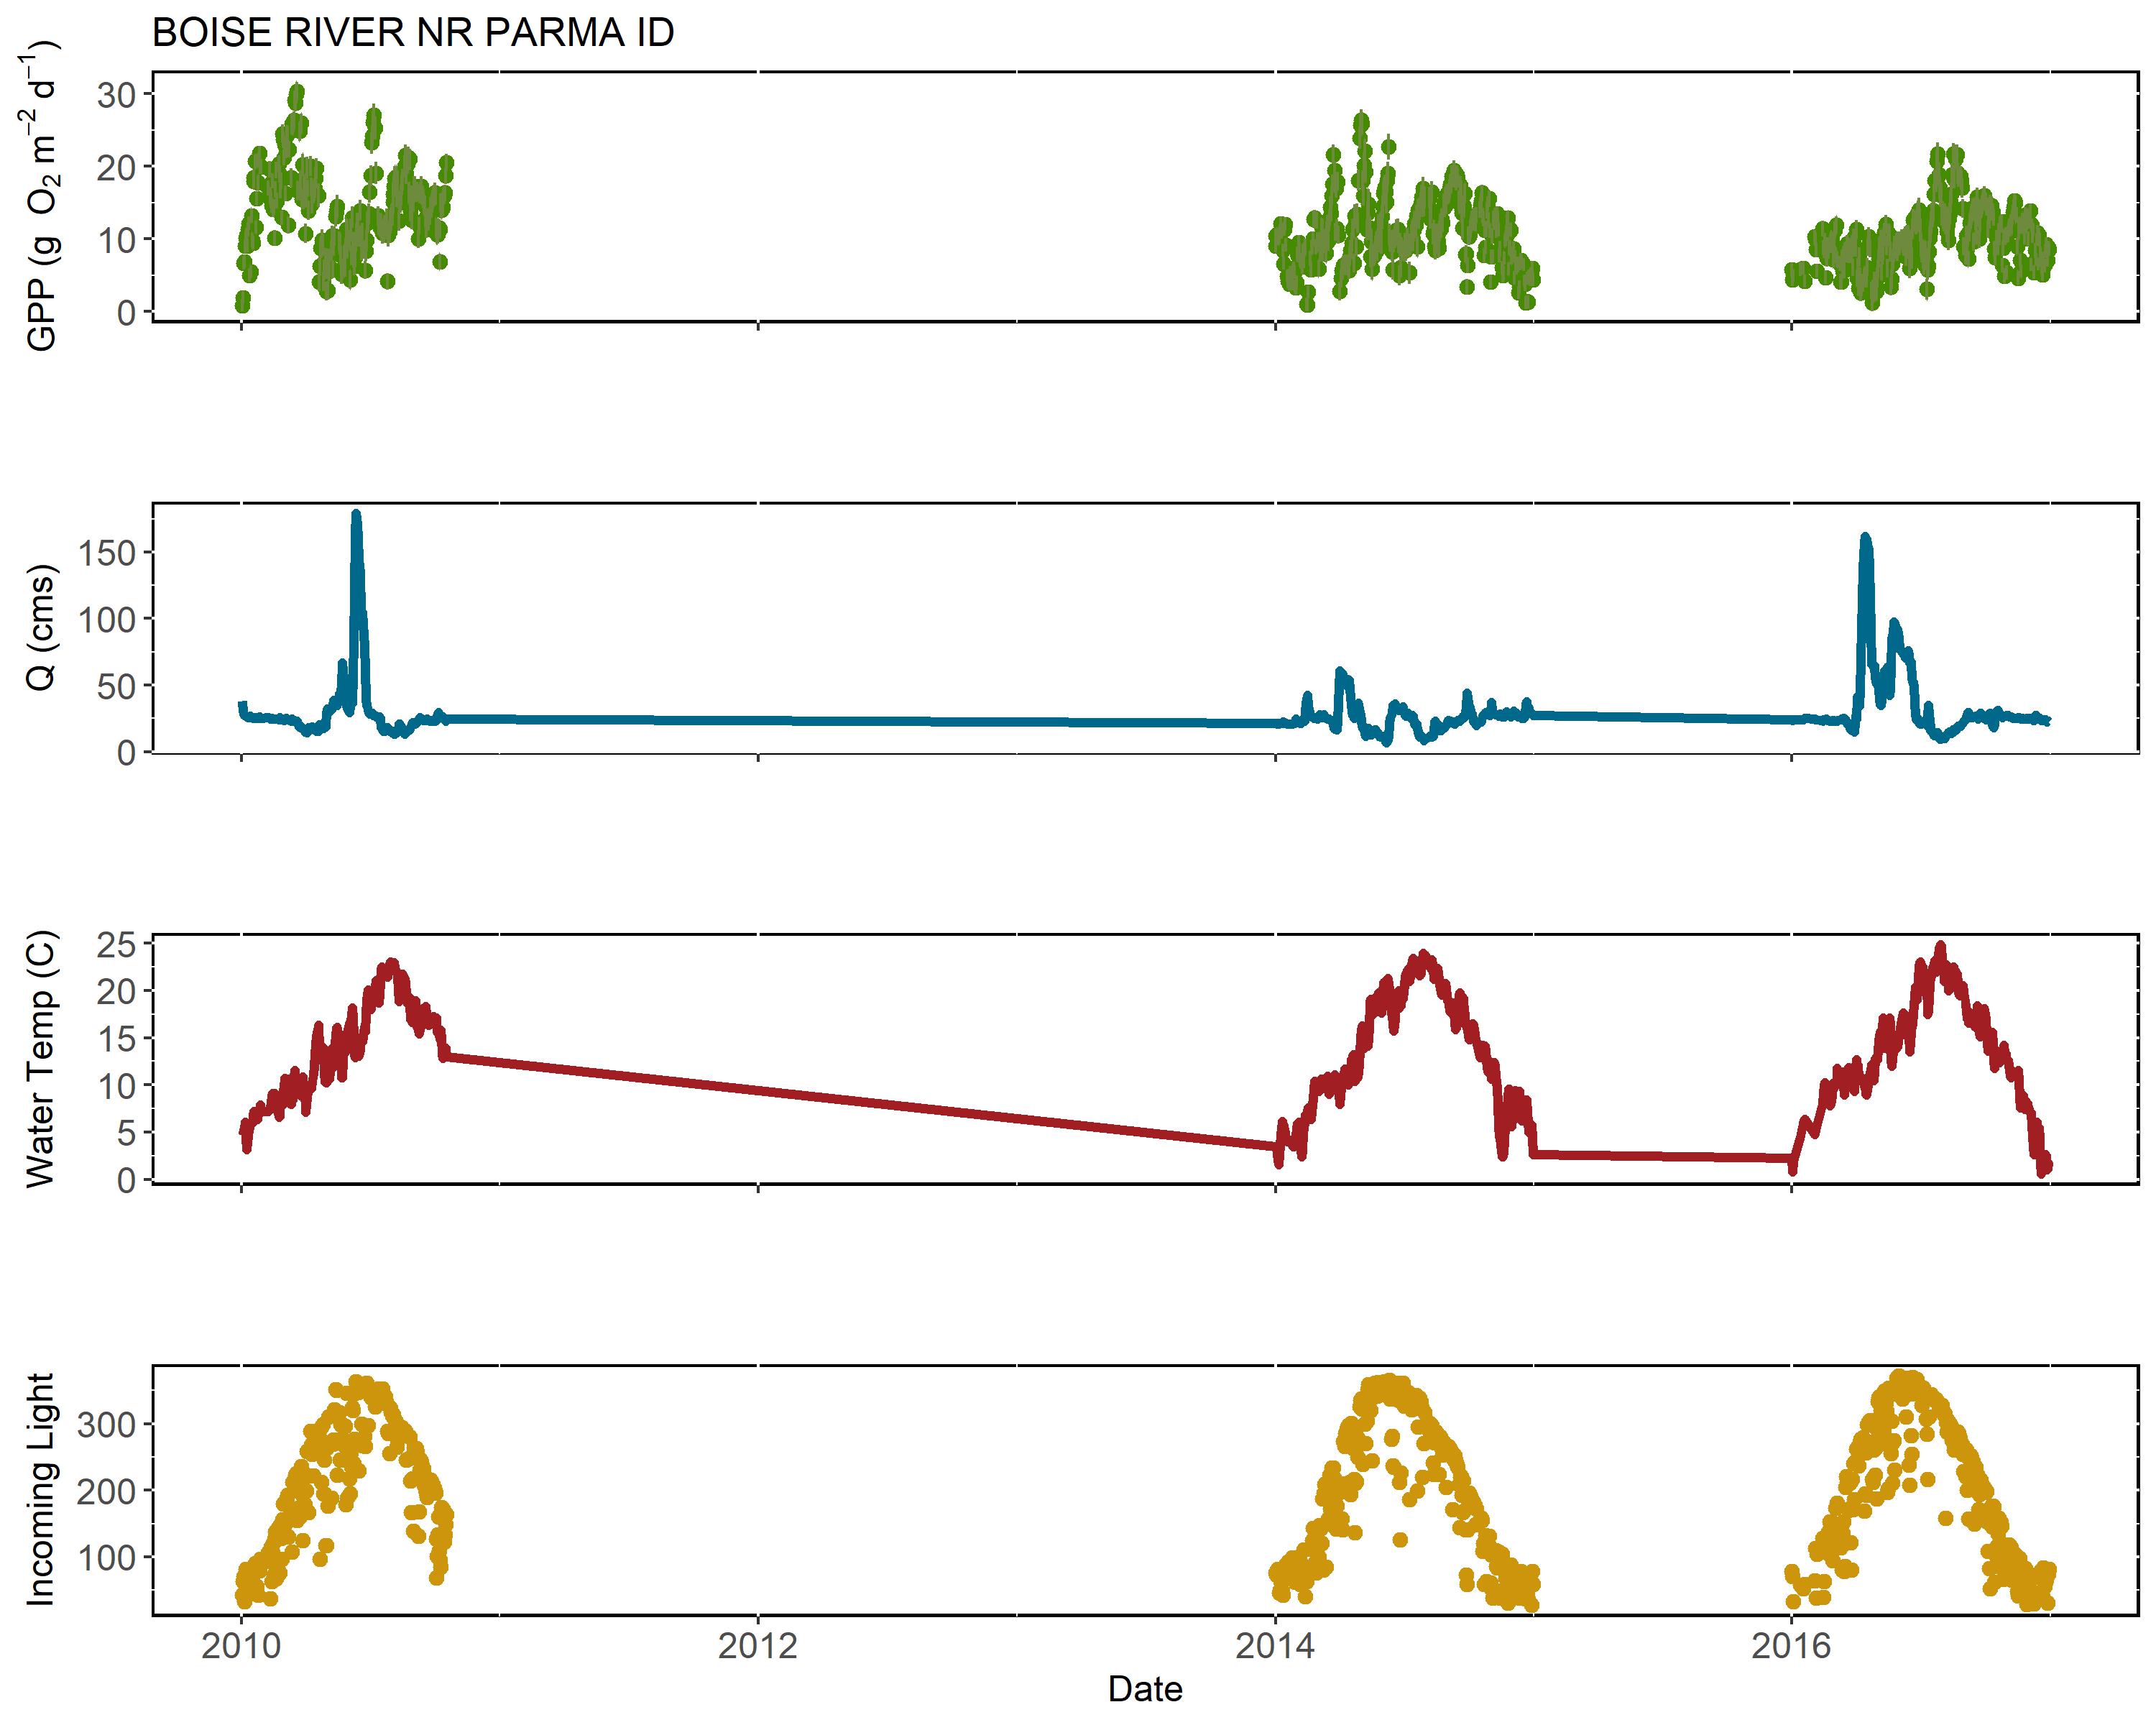 BOISE RIVER NR PARMA ID
GPP (g O₂ m⁻² d⁻¹)
30
20
10
0
Q (cms)
150
100
50
0
Water Temp (C)
25
20
15
10
5
0
Incoming Light
300
200
100
2010 2012 2014 2016
Date